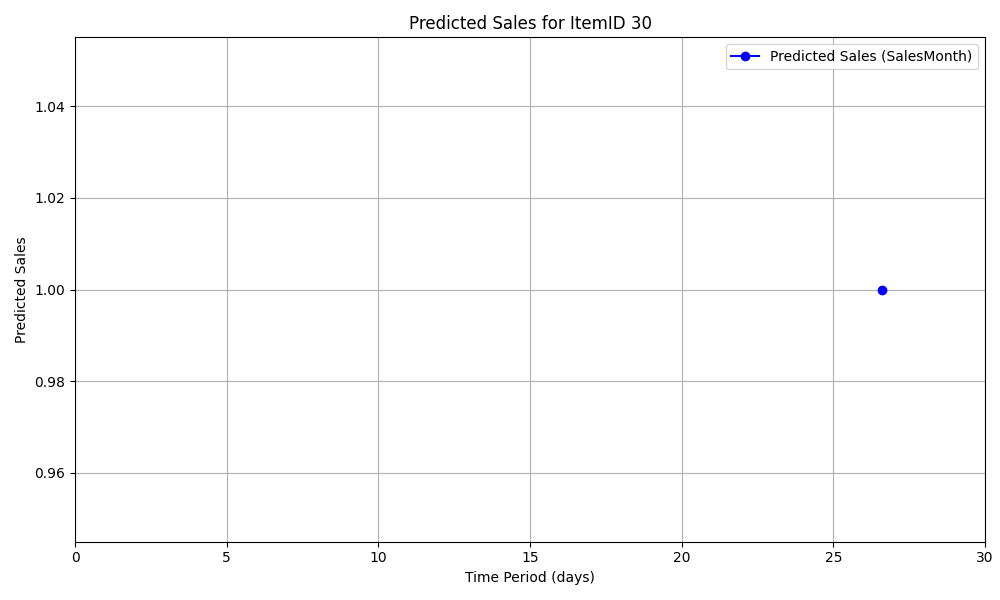 Predicted Sales for ItemID 30
Predicted Sales (SalesMonth)
1.04
1.02
1.00
0.98
0.96
Predicted Sales
0 5 10 15 20 25 30
Time Period (days)